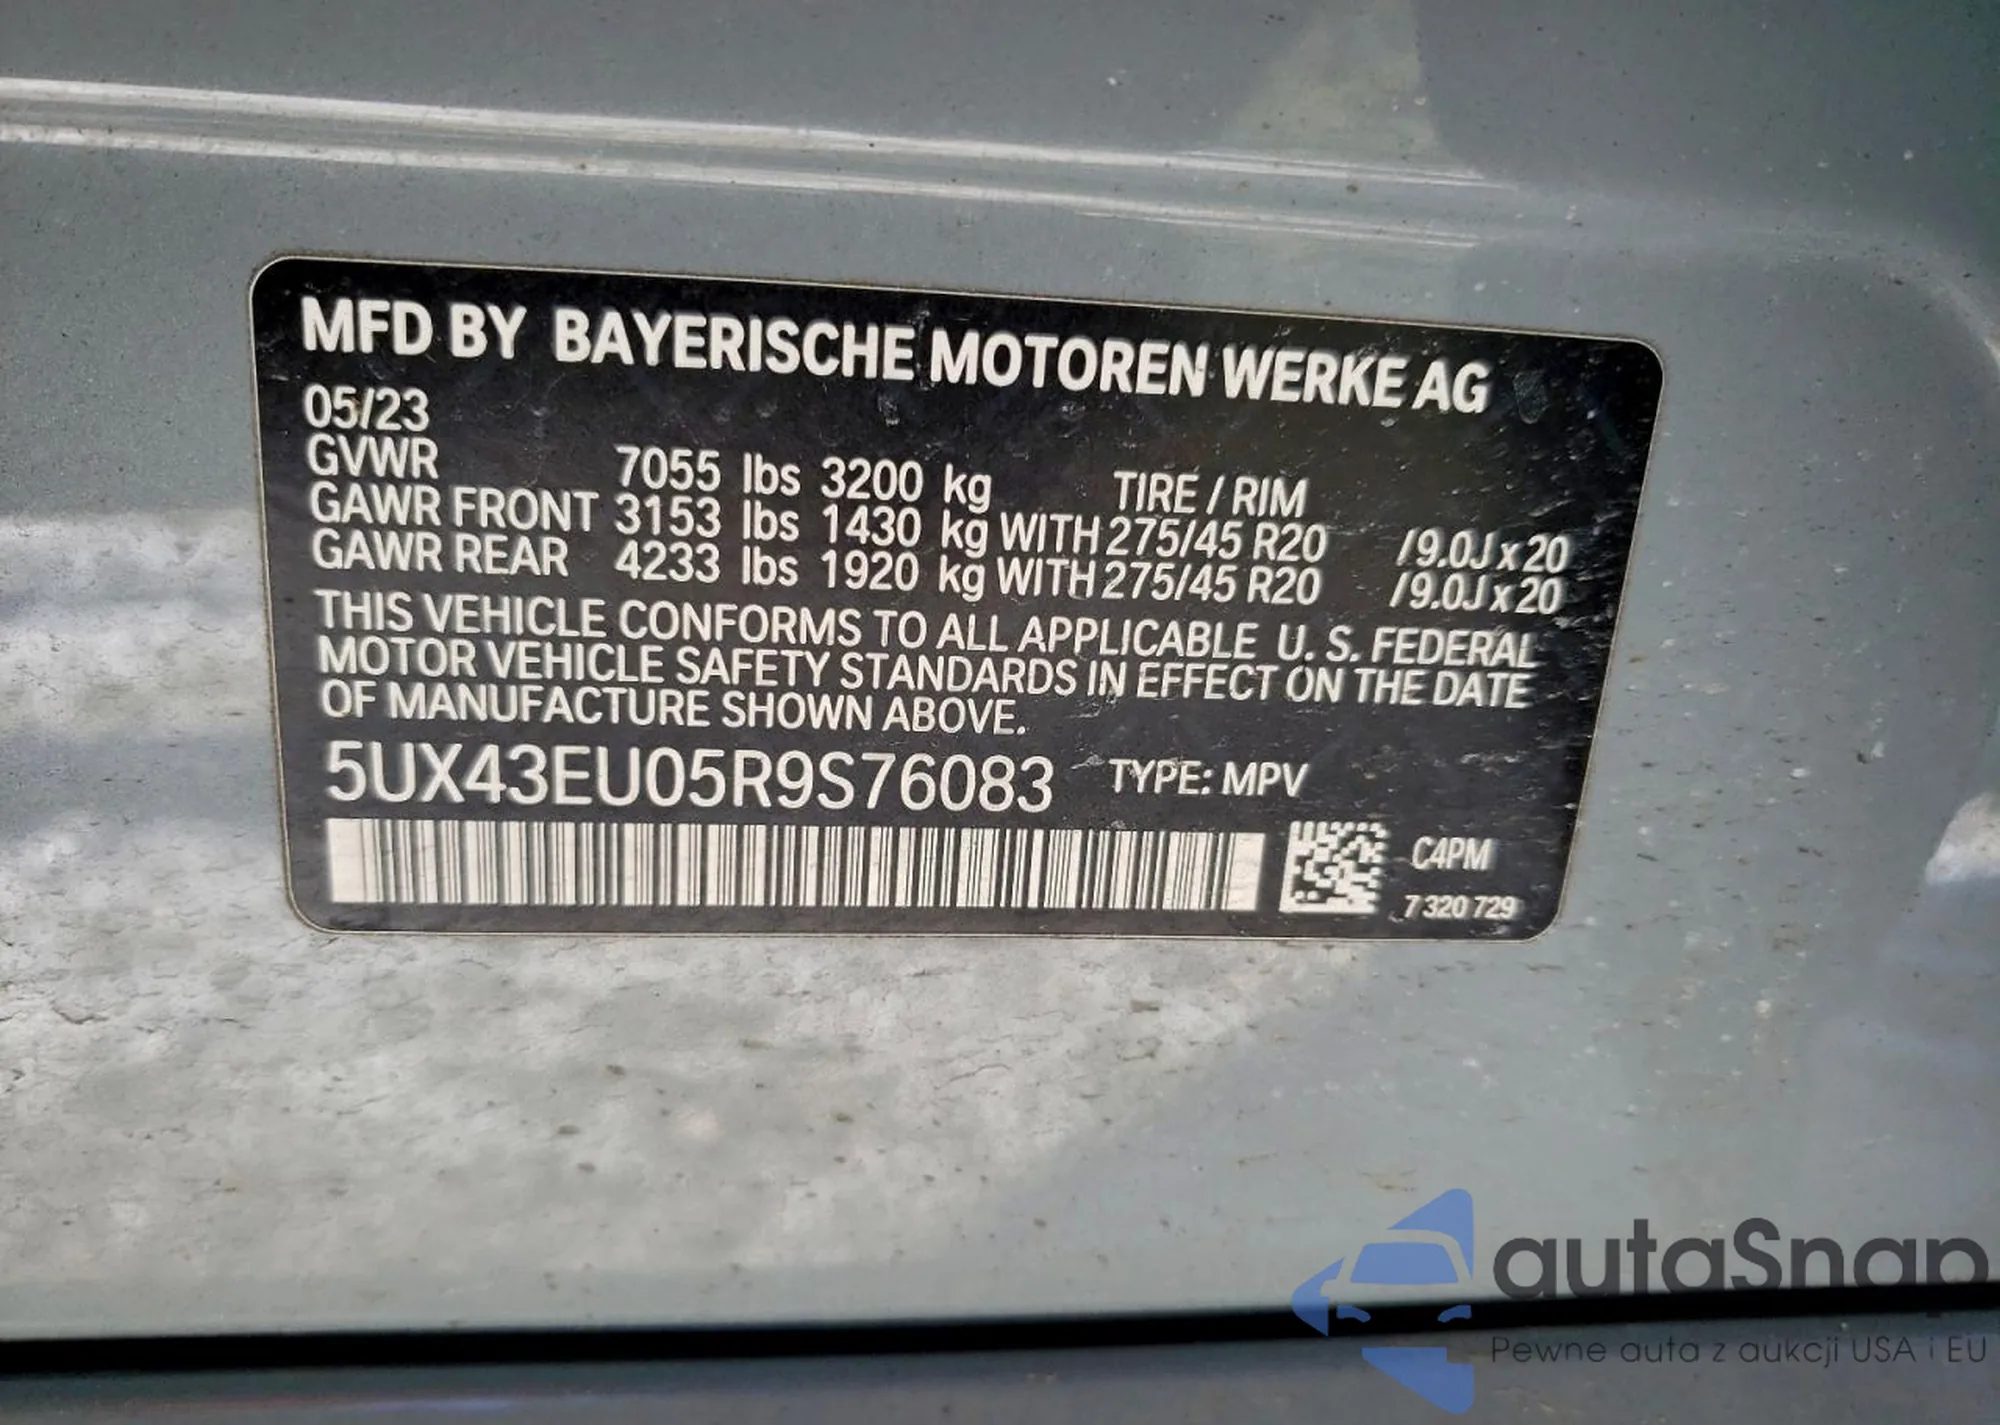 MFD BY BAYERISCHE MOTOREN WERKE AG
05/23
GVWR 7055 lbs 3200 kg TIRE / RIM
GAWR FRONT 3153 lbs 1430 kg WITH 275/45 R20 /9.0J x 20
GAWR REAR 4233 lbs 1920 kg WITH 275/45 R20 /9.0J x 20
THIS VEHICLE CONFORMS TO ALL APPLICABLE U. S. FEDERAL
MOTOR VEHICLE SAFETY STANDARDS IN EFFECT ON THE DATE
OF MANUFACTURE SHOWN ABOVE.
5UX43EU05R9S76083 TYPE: MPV
C4PM
7 320 729
autaSnap
Pewne auta z aukcji USA i EU